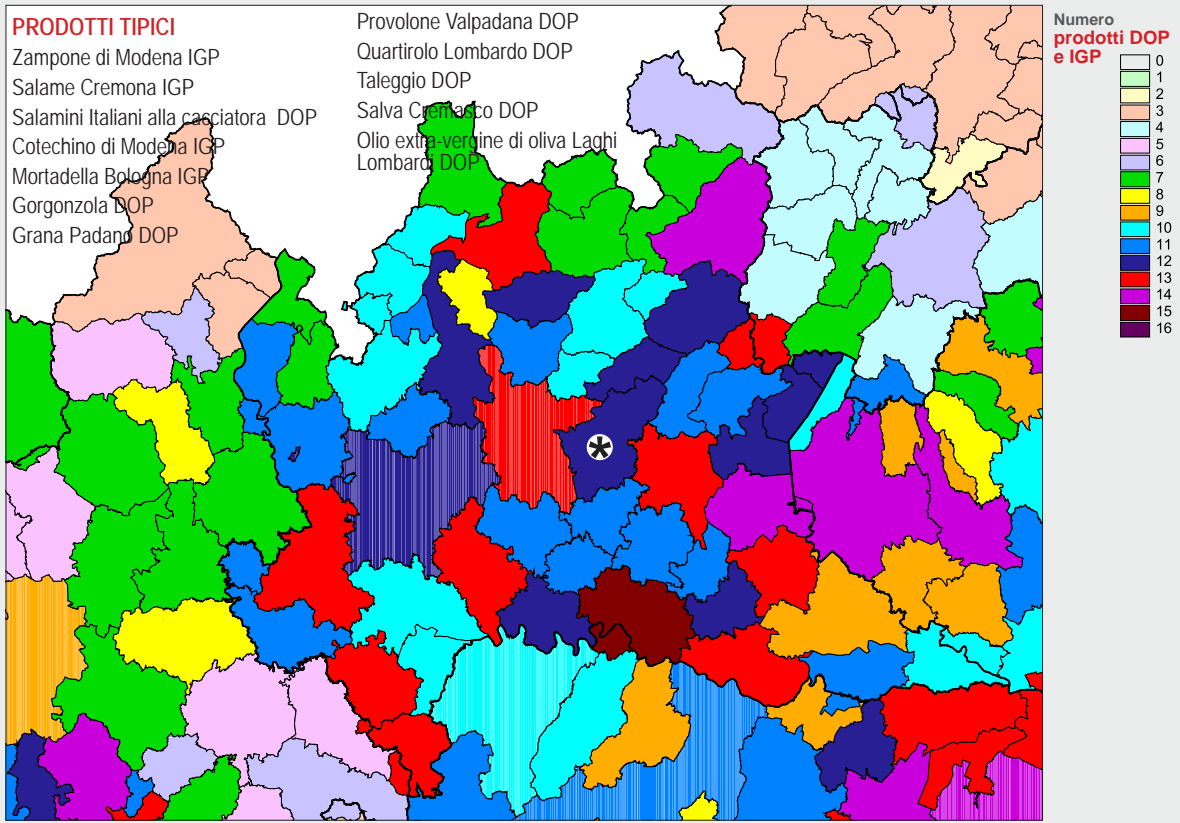 PRODOTTI TIPICI
Zampone di Modena IGP
Salame Cremona IGP
Salamini Italiani alla cacciatora DOP
Cotechino di Modena IGP
Mortadella Bologna IGP
Gorgonzola DOP
Grana Padano DOP
Provolone Valpadana DOP
Quartirolo Lombardo DOP
Taleggio DOP
Salva Cremasco DOP
Olio extra-vergine di oliva Laghi
Lombardi DOP
Numero
prodotti DOP
e IGP
0
1
2
3
4
5
6
7
8
9
10
11
12
13
14
15
16
*